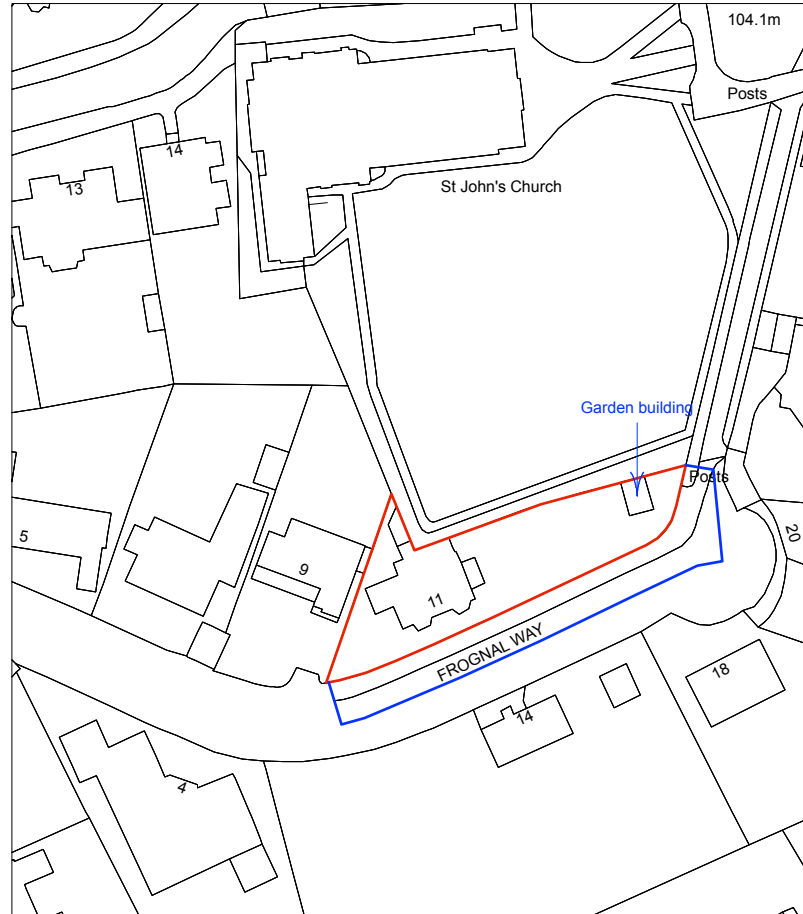 104.1m
Posts
14
13
St John's Church
Garden building
Posts
5
9
11
20
FROGNAL WAY
18
14
4